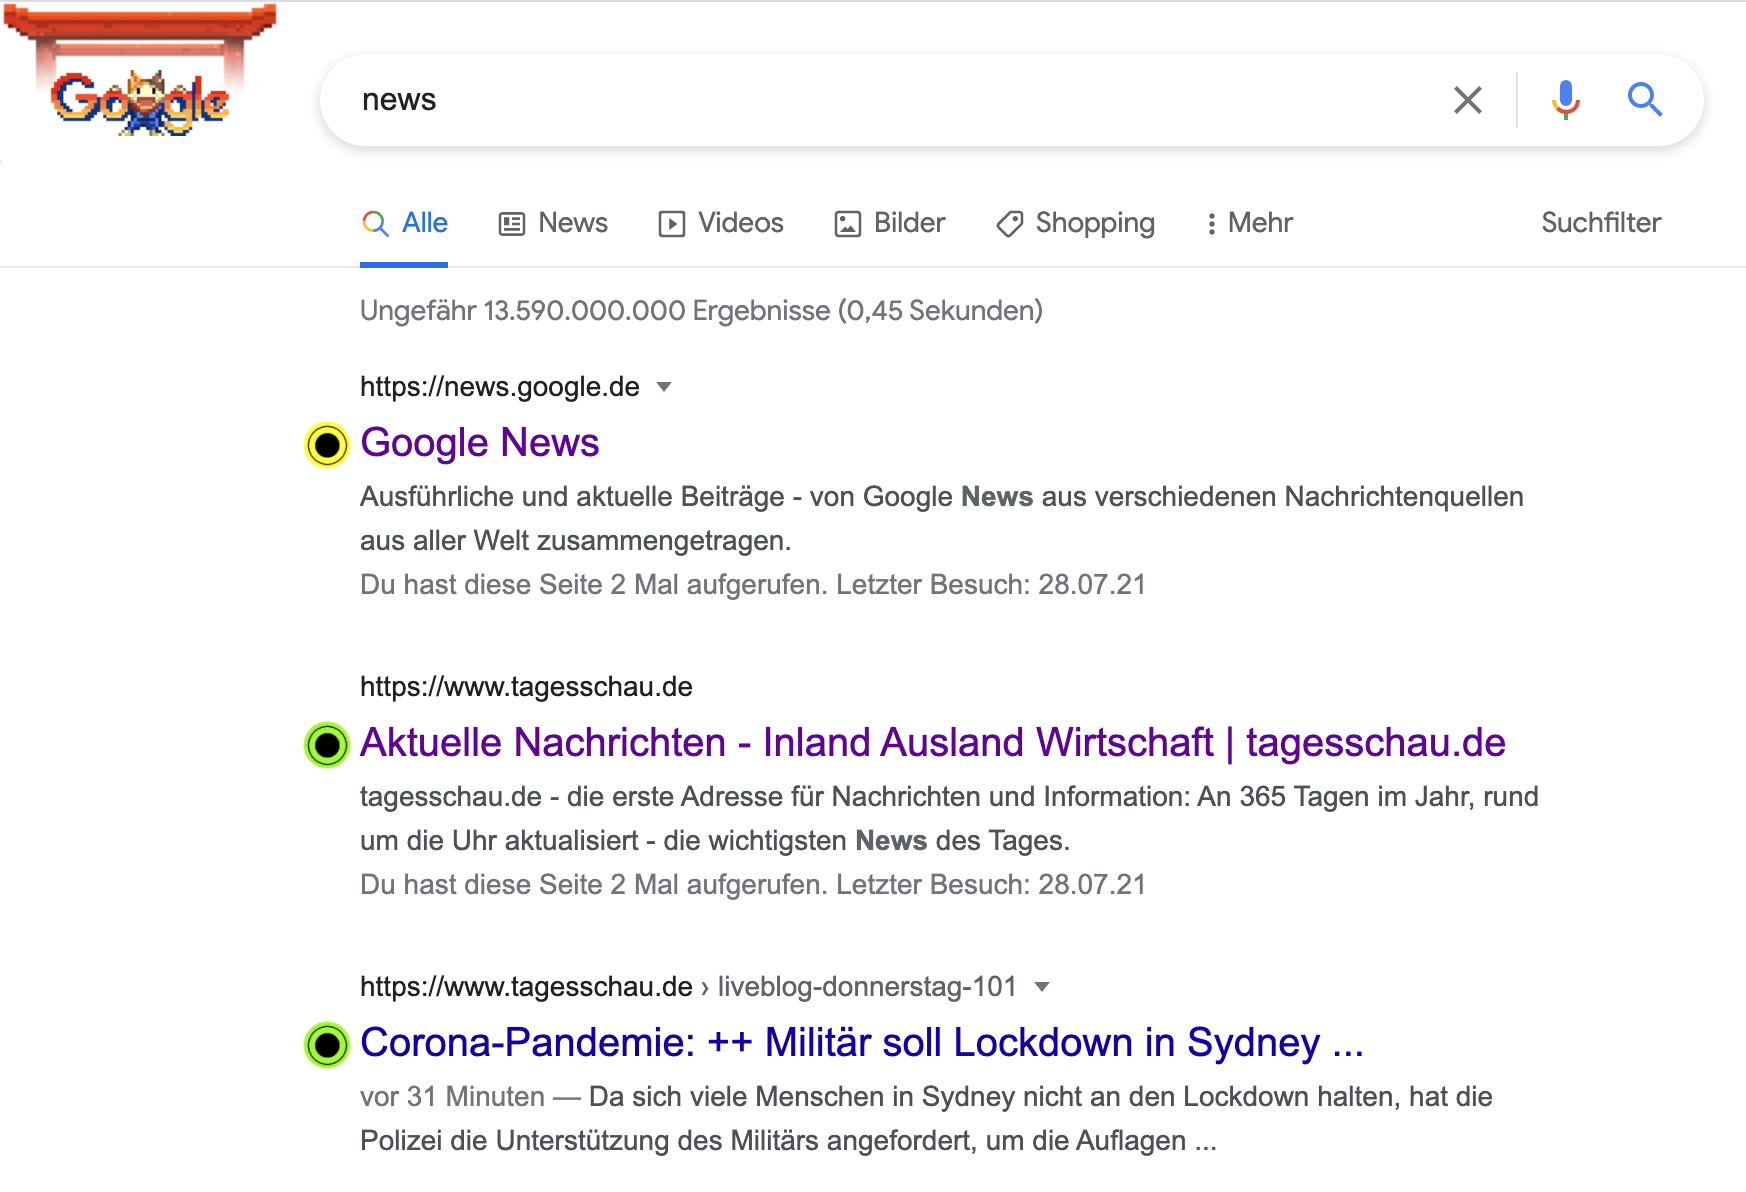 Google
news
Alle News Videos Bilder Shopping Mehr Suchfilter
Ungefähr 13.590.000.000 Ergebnisse (0,45 Sekunden)
https://news.google.de
Google News
Ausführliche und aktuelle Beiträge - von Google News aus verschiedenen Nachrichtenquellen
aus aller Welt zusammengetragen.
Du hast diese Seite 2 Mal aufgerufen. Letzter Besuch: 28.07.21
https://www.tagesschau.de
Aktuelle Nachrichten - Inland Ausland Wirtschaft | tagesschau.de
tagesschau.de - die erste Adresse für Nachrichten und Information: An 365 Tagen im Jahr, rund
um die Uhr aktualisiert - die wichtigsten News des Tages.
Du hast diese Seite 2 Mal aufgerufen. Letzter Besuch: 28.07.21
https://www.tagesschau.de › liveblog-donnerstag-101
Corona-Pandemie: ++ Militär soll Lockdown in Sydney ...
vor 31 Minuten — Da sich viele Menschen in Sydney nicht an den Lockdown halten, hat die
Polizei die Unterstützung des Militärs angefordert, um die Auflagen ...